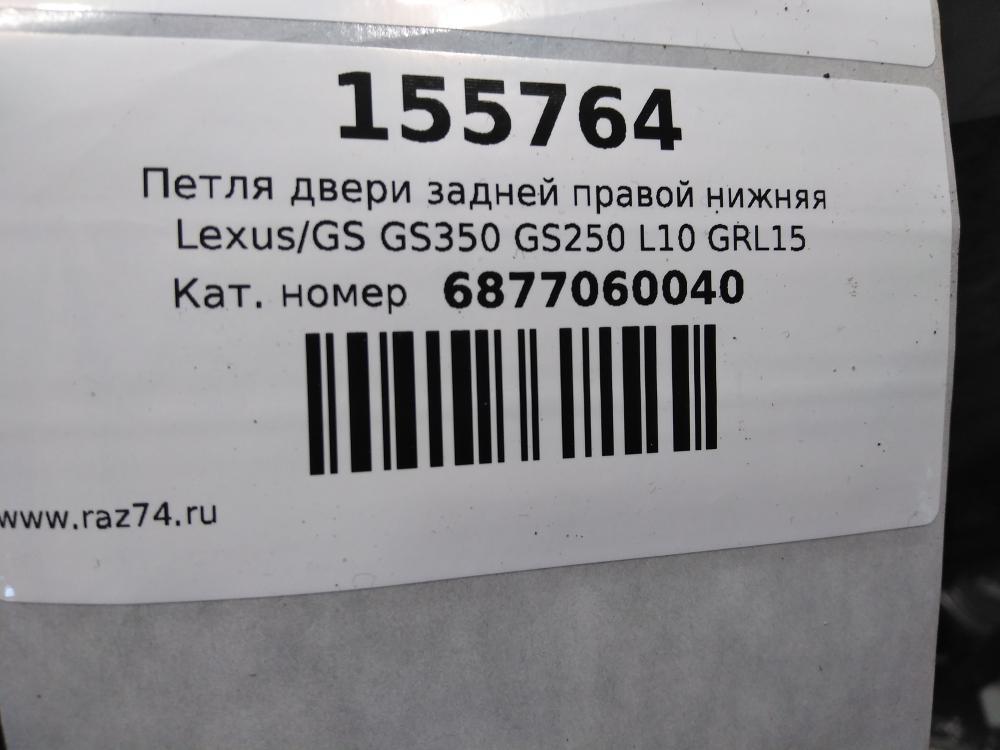 155764
Петля двери задней правой нижняя
Lexus/GS GS350 GS250 L10 GRL15
Кат. номер 6877060040
www.raz74.ru